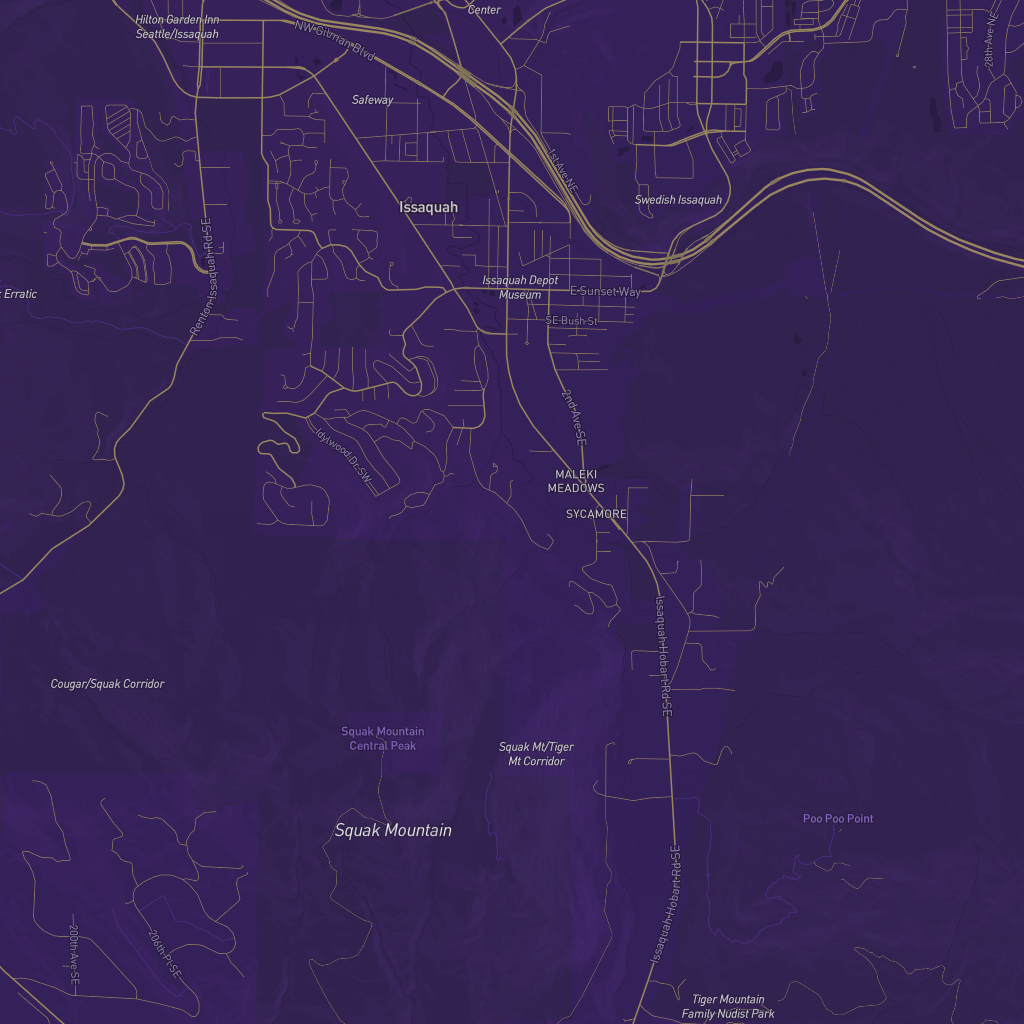 Center
Hilton Garden Inn
Seattle/Issaquah
NW Gilman Blvd
28th Ave NE
Safeway
1st Ave NE
Swedish Issaquah
Issaquah
Renton Issaquah Rd SE
Issaquah Depot
Museum
E Sunset Way
: Erratic
SE Bush St
2nd Ave SE
Idylwood Dr SW
MALEKI
MEADOWS
SYCAMORE
Issaquah Hobart Rd SE
Cougar/Squak Corridor
Squak Mountain
Central Peak
Squak Mt/Tiger
Mt Corridor
Poo Poo Point
Squak Mountain
Issaquah Hobart Rd SE
200th Ave SE
206th Pl SE
Tiger Mountain
Family Nudist Park